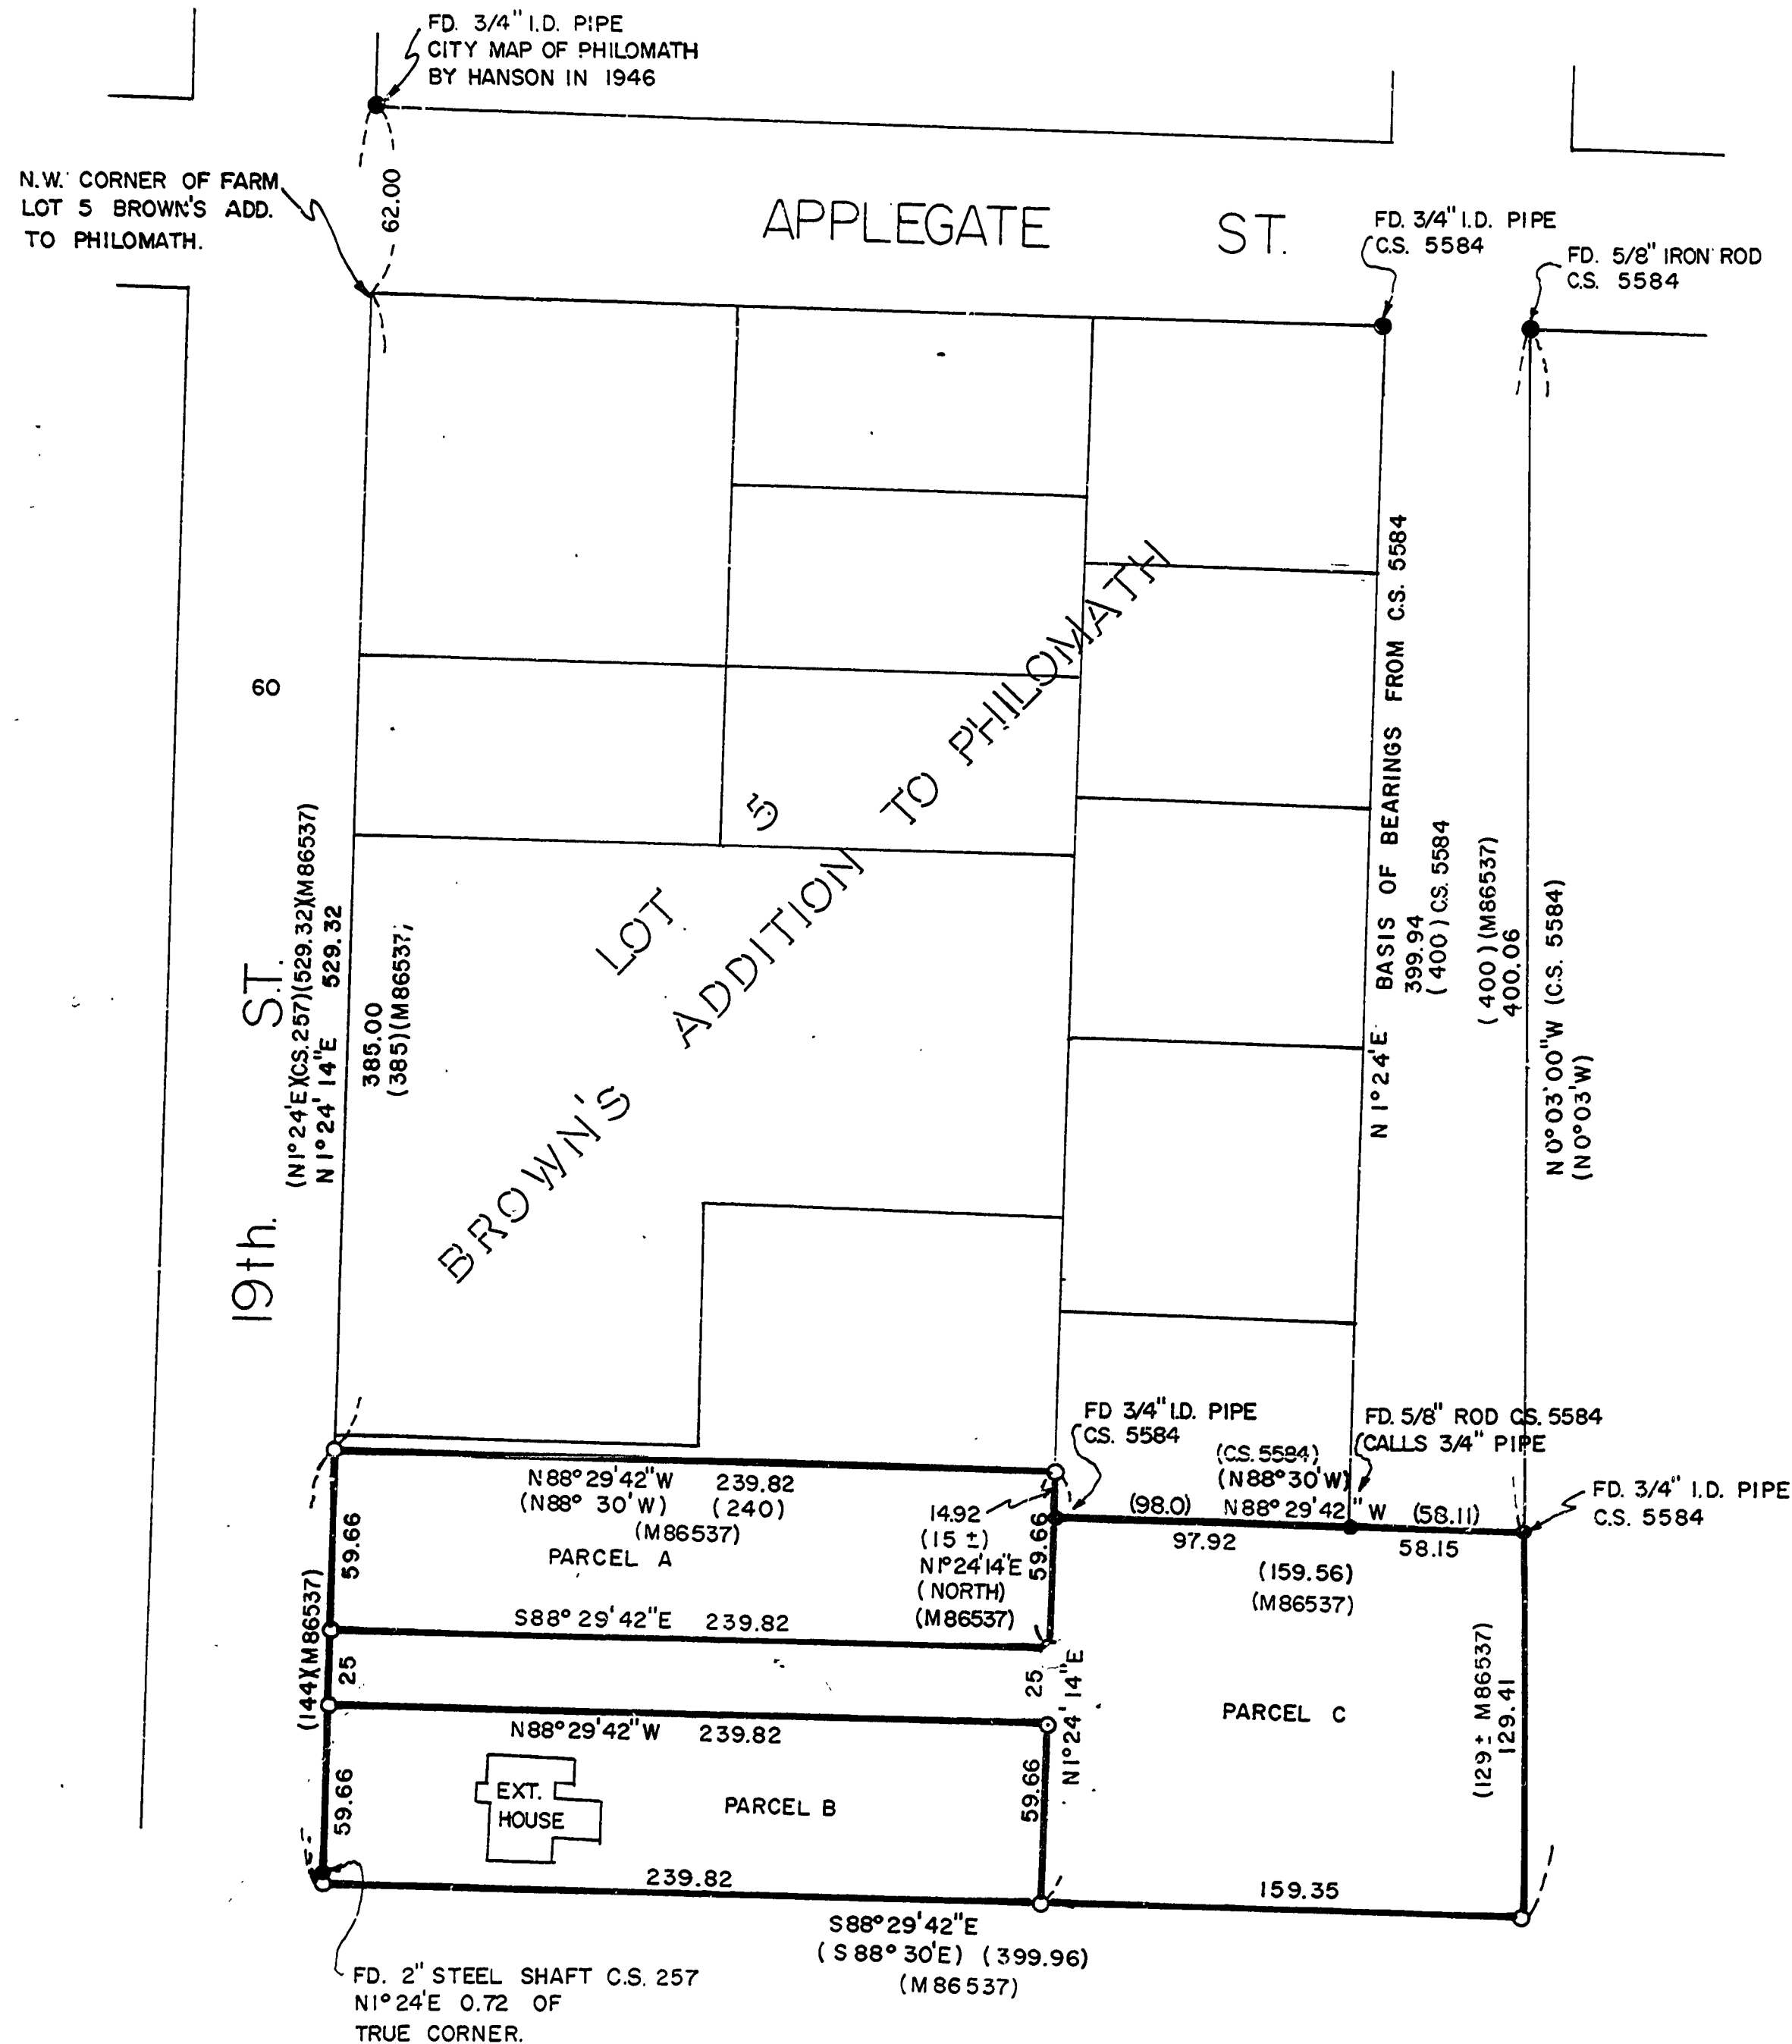 FD. 3/4" I.D. PIPE
CITY MAP OF PHILOMATH
BY HANSON IN 1946
N.W. CORNER OF FARM
LOT 5 BROWN'S ADD.
TO PHILOMATH.
62.00
APPLEGATE ST.
FD. 3/4" I.D. PIPE
C.S. 5584
FD. 5/8" IRON ROD
C.S. 5584
60
19th. ST.
(N1°24'E)(CS.257)(529.32)(M86537)
N1°24'14"E 529.32
385.00
(385)(M86537)
LOT 5
BROWN'S ADDITION TO PHILOMATH
N1°24'E BASIS OF BEARINGS FROM C.S. 5584
399.94
(400) C.S. 5584
(400)(M86537)
400.06
N0°03'00"W (C.S. 5584)
(N0°03'W)
FD 3/4" I.D. PIPE
C.S. 5584
FD. 5/8" ROD CS. 5584
CALLS 3/4" PIPE
(C.S. 5584)
(N88°30'W)
(98.0) N88°29'42"W (58.11)
97.92
58.15
FD. 3/4" I.D. PIPE
C.S. 5584
N88°29'42"W 239.82
(N88°30'W) (240)
(M86537)
59.66
PARCEL A
14.92
(15 ±)
N1°24'14"E
(NORTH)
(M86537)
59.66
(159.56)
(M86537)
S88°29'42"E 239.82
(144)(M86537)
25
25
N1°24'14"E
PARCEL C
(129± M86537)
129.41
N88°29'42"W 239.82
59.66
EXT.
HOUSE
PARCEL B
59.66
239.82
159.35
S88°29'42"E
(S88°30'E) (399.96)
(M86537)
FD. 2" STEEL SHAFT C.S. 257
N1°24'E 0.72 OF
TRUE CORNER.